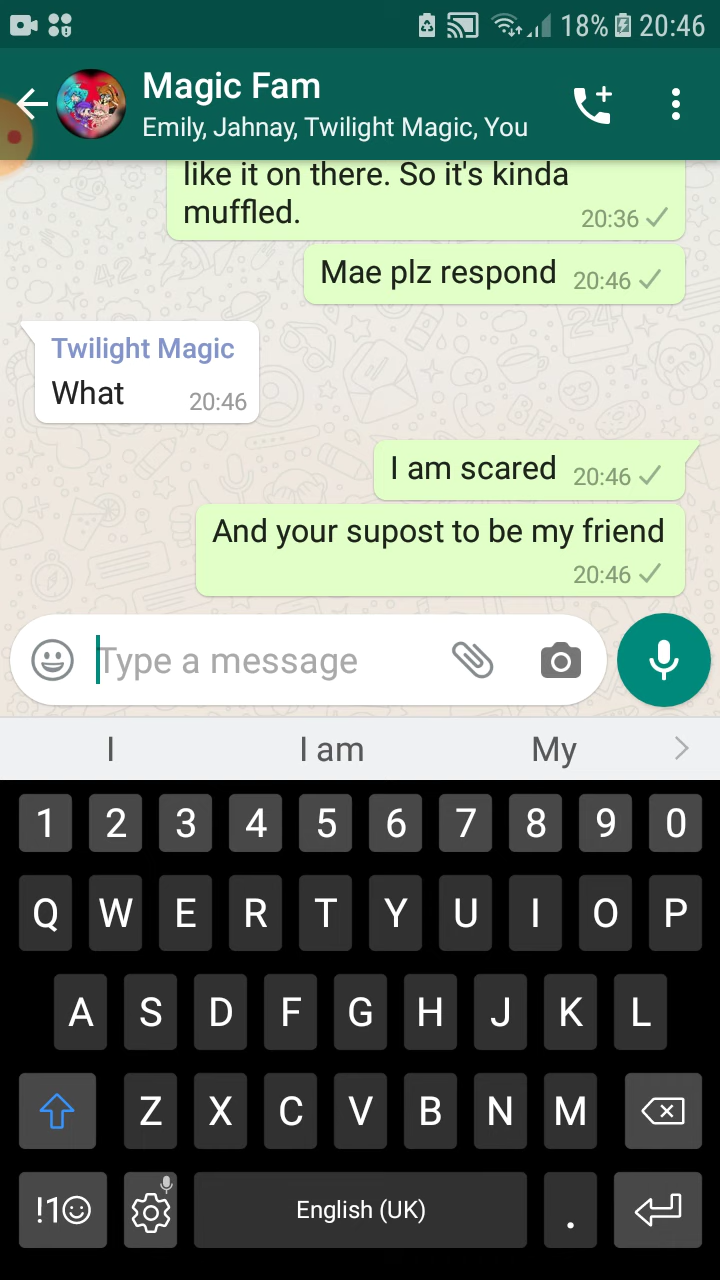 18% 20:46
Magic Fam
Emily, Jahnay, Twilight Magic, You
like it on there. So it's kinda
muffled. 20:36
Mae plz respond 20:46
Twilight Magic
What 20:46
I am scared 20:46
And your supost to be my friend
20:46
Type a message
I I am My
1 2 3 4 5 6 7 8 9 0
Q W E R T Y U I O P
A S D F G H J K L
Z X C V B N M
!1☺ English (UK) .